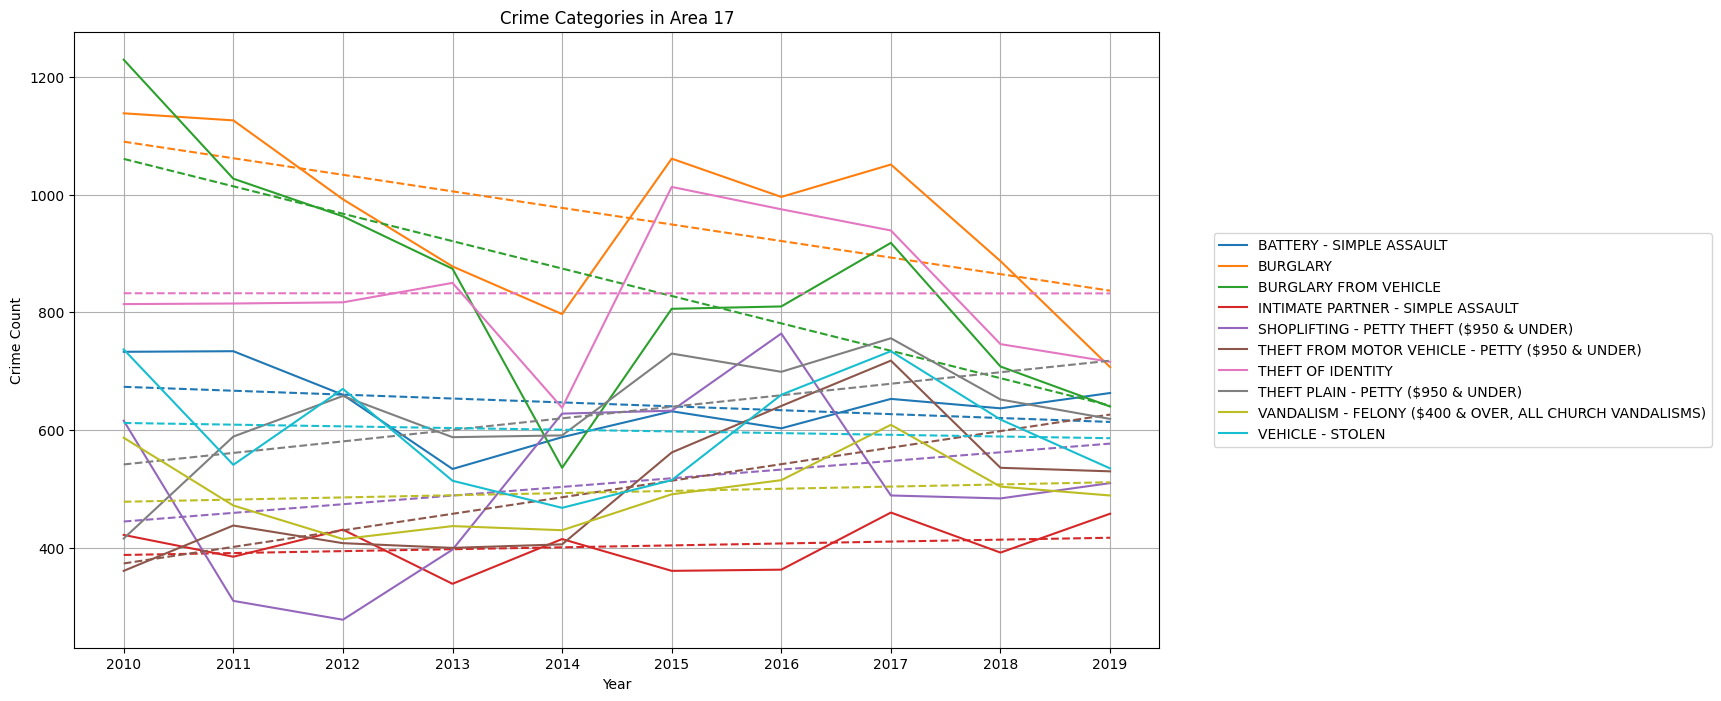 Crime Categories in Area 17
1200
1000
800
600
400
Crime Count
2010 2011 2012 2013 2014 2015 2016 2017 2018 2019
Year
BATTERY - SIMPLE ASSAULT
BURGLARY
BURGLARY FROM VEHICLE
INTIMATE PARTNER - SIMPLE ASSAULT
SHOPLIFTING - PETTY THEFT ($950 & UNDER)
THEFT FROM MOTOR VEHICLE - PETTY ($950 & UNDER)
THEFT OF IDENTITY
THEFT PLAIN - PETTY ($950 & UNDER)
VANDALISM - FELONY ($400 & OVER, ALL CHURCH VANDALISMS)
VEHICLE - STOLEN